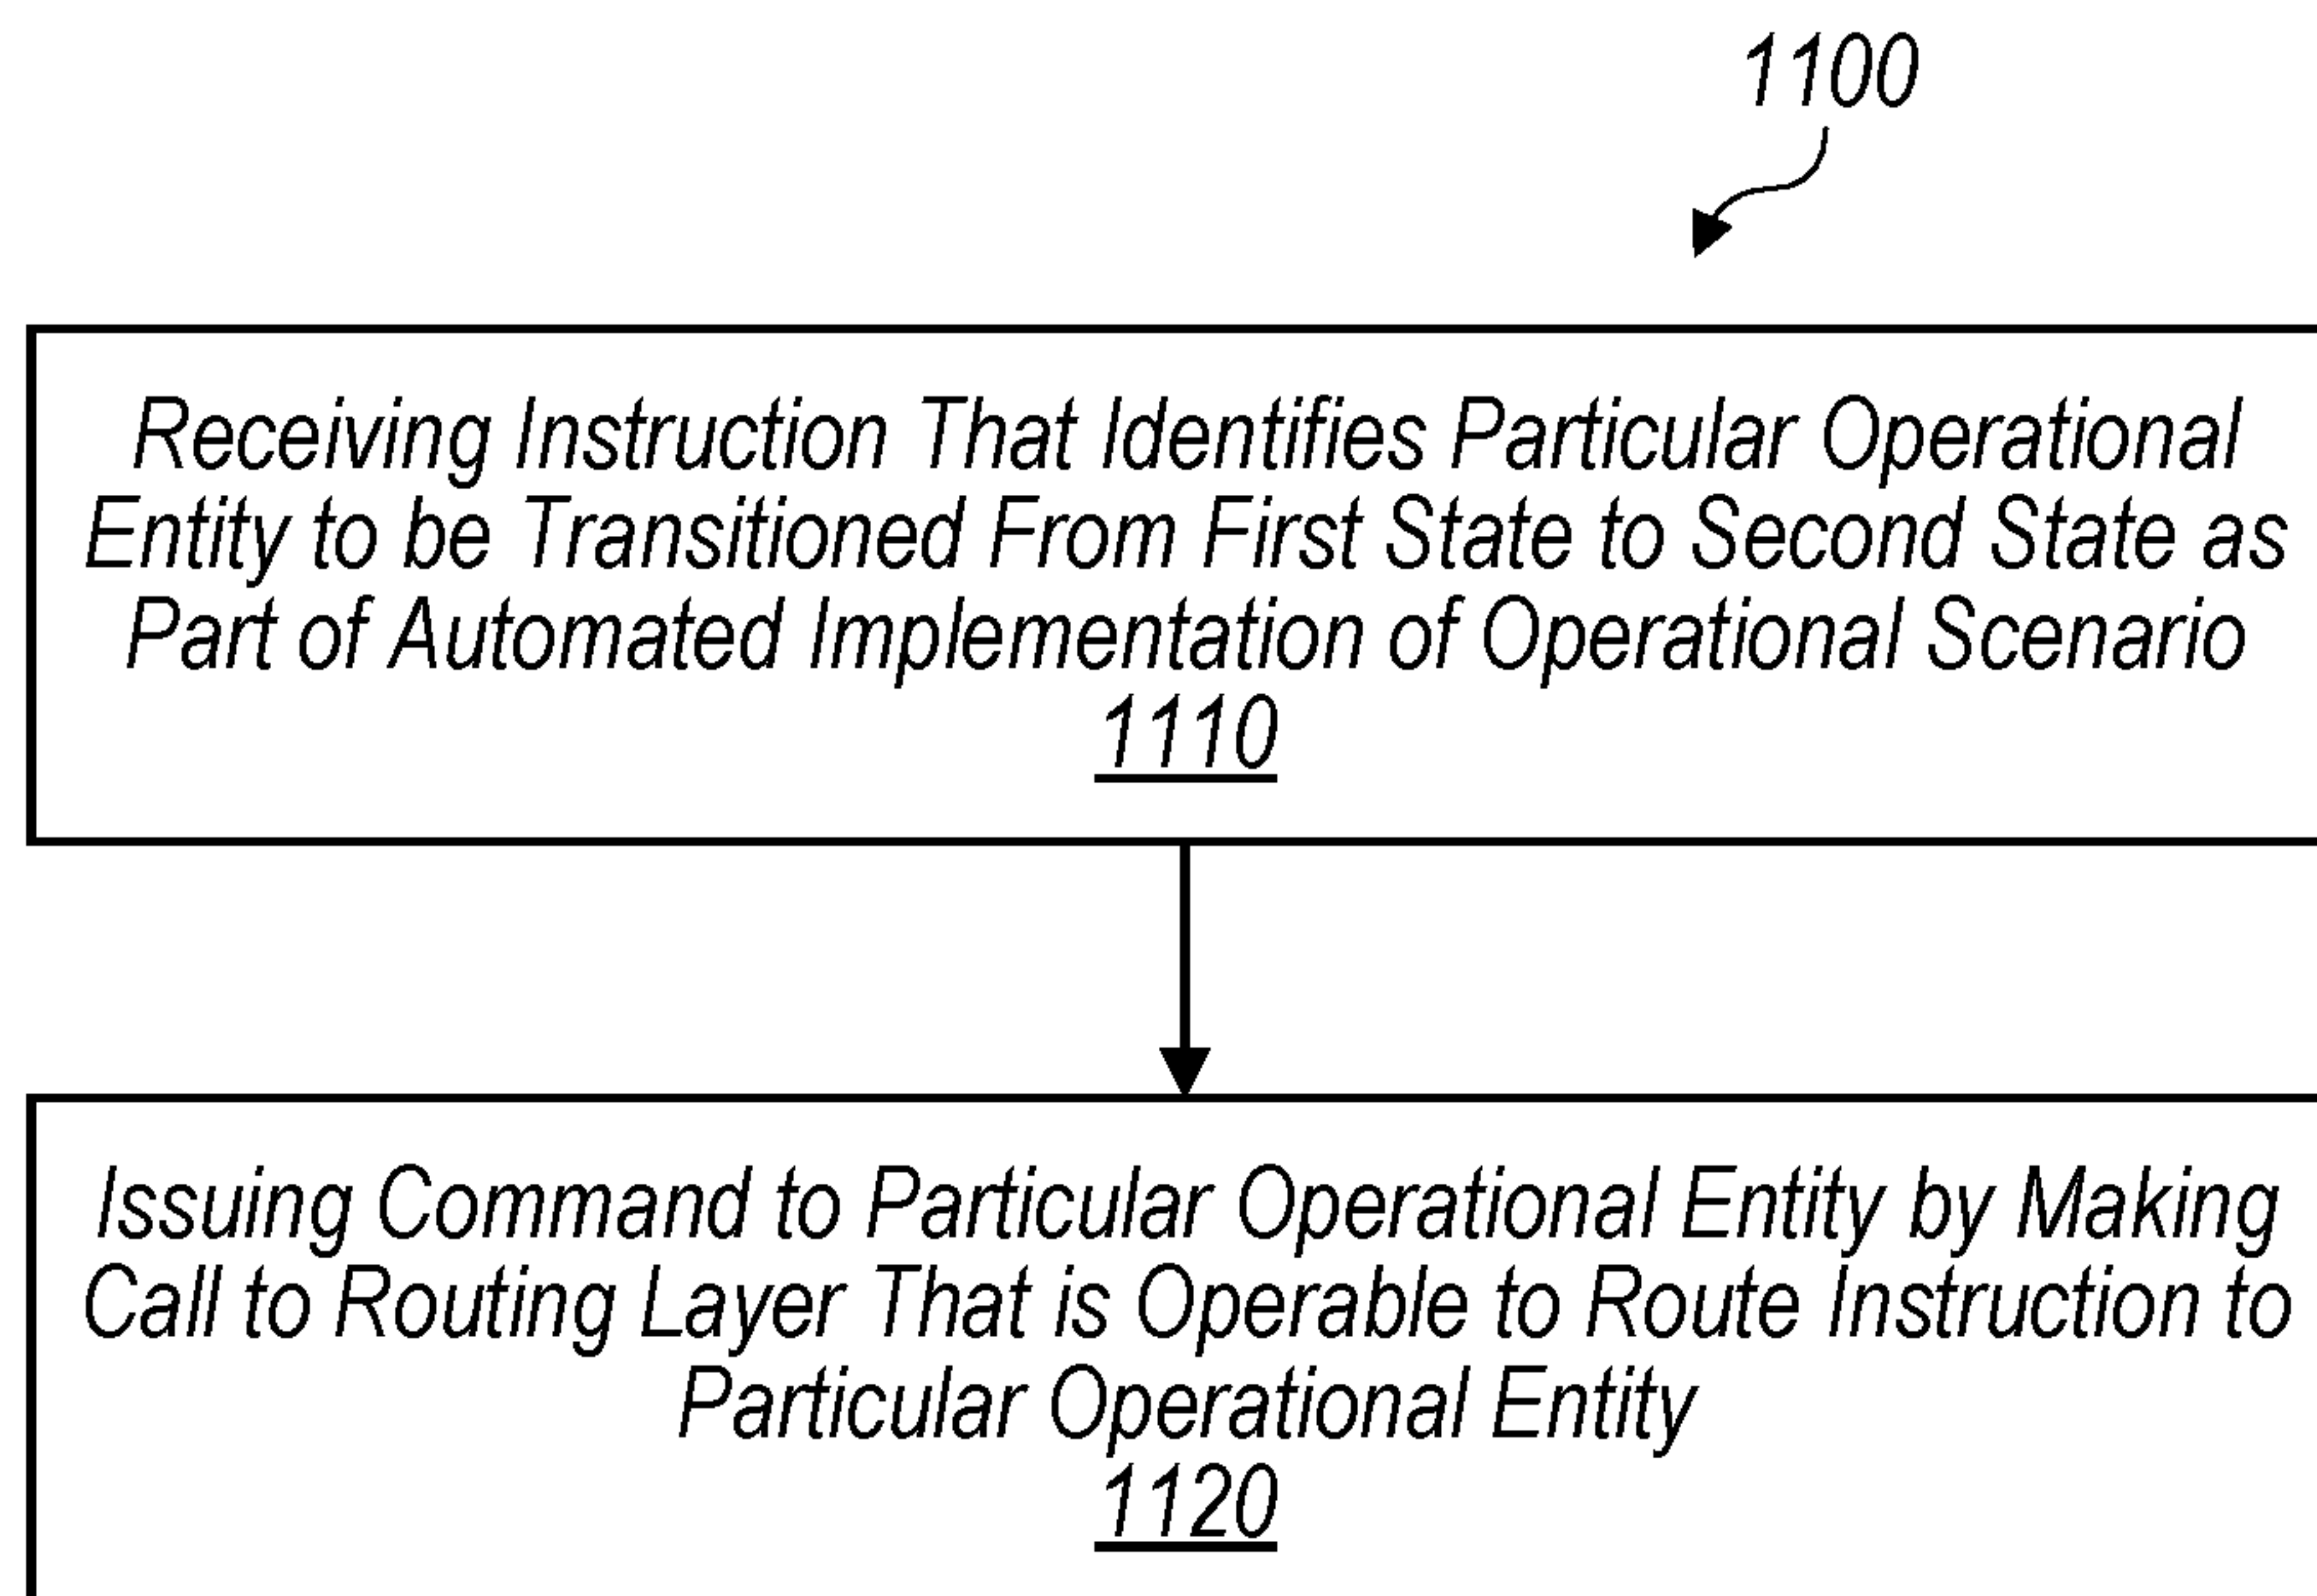 1100
Receiving Instruction That Identifies Particular Operational
Entity to be Transitioned From First State to Second State as
Part of Automated Implementation of Operational Scenario
1110
Issuing Command to Particular Operational Entity by Making
Call to Routing Layer That is Operable to Route Instruction to
Particular Operational Entity
1120